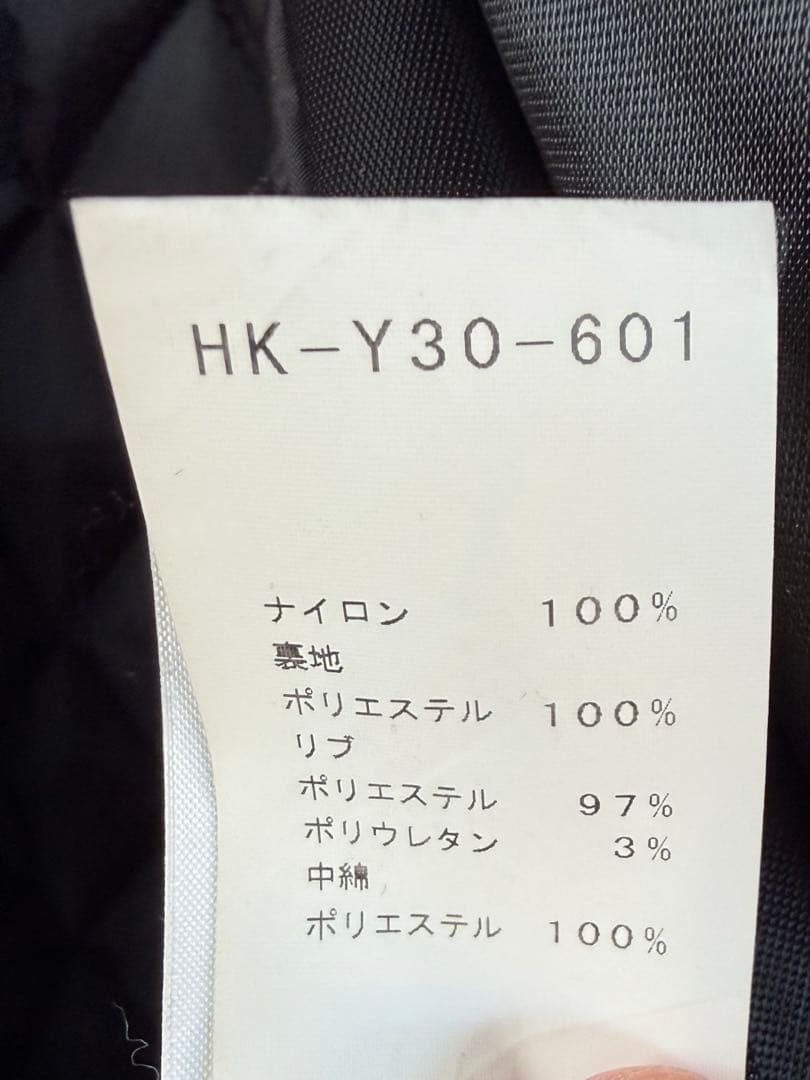 HK-Y30-601
ナイロン 100%
裏地
ポリエステル 100%
リブ
ポリエステル 97%
ポリウレタン 3%
中綿
ポリエステル 100%